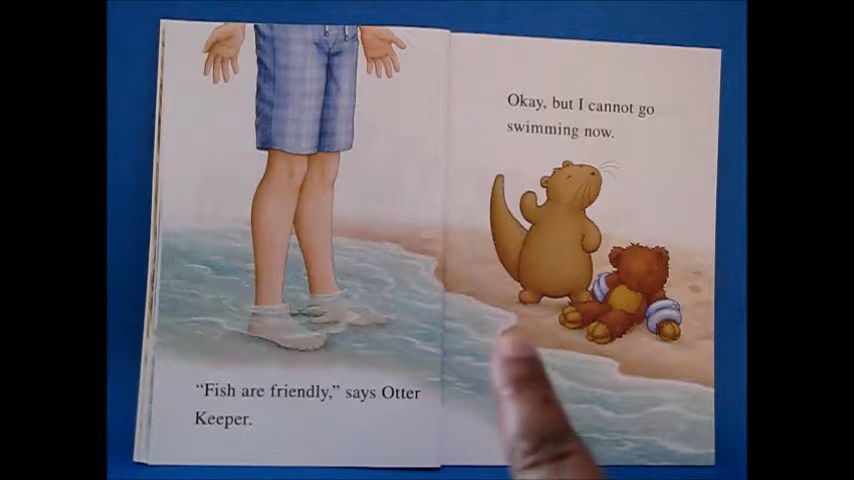 "Fish are friendly," says Otter
Keeper.
Okay, but I cannot go
swimming now.